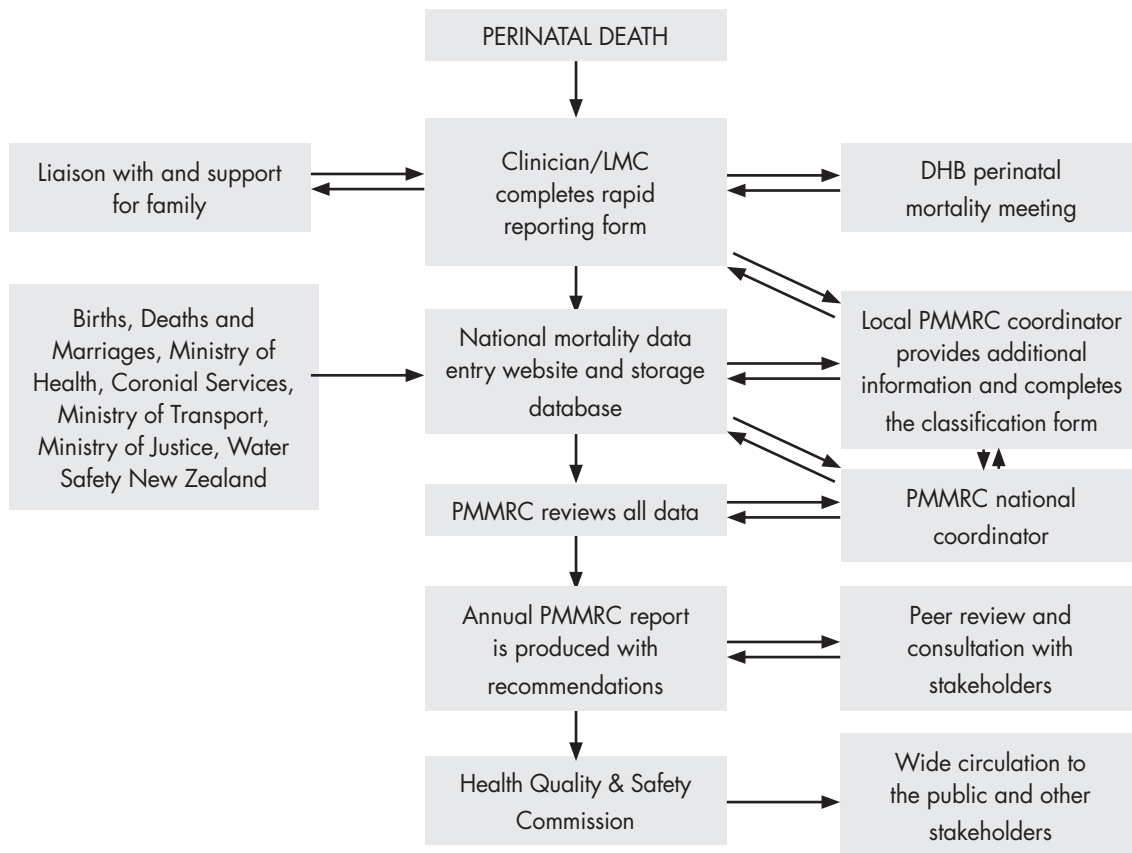 PERINATAL DEATH
Liaison with and support
for family
Clinician/LMC
completes rapid
reporting form
DHB perinatal
mortality meeting
Births, Deaths and
Marriages, Ministry of
Health, Coronial Services,
Ministry of Transport,
Ministry of Justice, Water
Safety New Zealand
National mortality data
entry website and storage
database
Local PMMRC coordinator
provides additional
information and completes
the classification form
PMMRC reviews all data
PMMRC national
coordinator
Annual PMMRC report
is produced with
recommendations
Peer review and
consultation with
stakeholders
Health Quality & Safety
Commission
Wide circulation to
the public and other
stakeholders